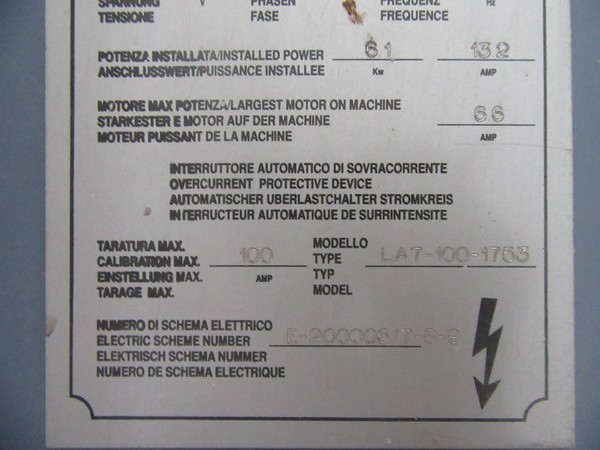 SPANNUNG V PHASEN FREQUENZ Hz
TENSIONE FASE FREQUENCE
POTENZA INSTALLATA/INSTALLED POWER 61 132
ANSCHLUSSWERT/PUISSANCE INSTALLEE Kw AMP
MOTORE MAX POTENZA/LARGEST MOTOR ON MACHINE
STARKESTER E MOTOR AUF DER MACHINE 66
MOTEUR PUISSANT DE LA MACHINE AMP
INTERRUTTORE AUTOMATICO DI SOVRACORRENTE
OVERCURRENT PROTECTIVE DEVICE
AUTOMATISCHER UBERLASTCHALTER STROMKREIS
INTERRUCTEUR AUTOMATIQUE DE SURRINTENSITE
TARATURA MAX. MODELLO
CALIBRATION MAX. 100 TYPE LA7-100-1753
EINSTELLUNG MAX. AMP TYP
TARAGE MAX. MODEL
NUMERO DI SCHEMA ELETTRICO
ELECTRIC SCHEME NUMBER
ELEKTRISCH SCHEMA NUMMER
NUMERO DE SCHEMA ELECTRIQUE